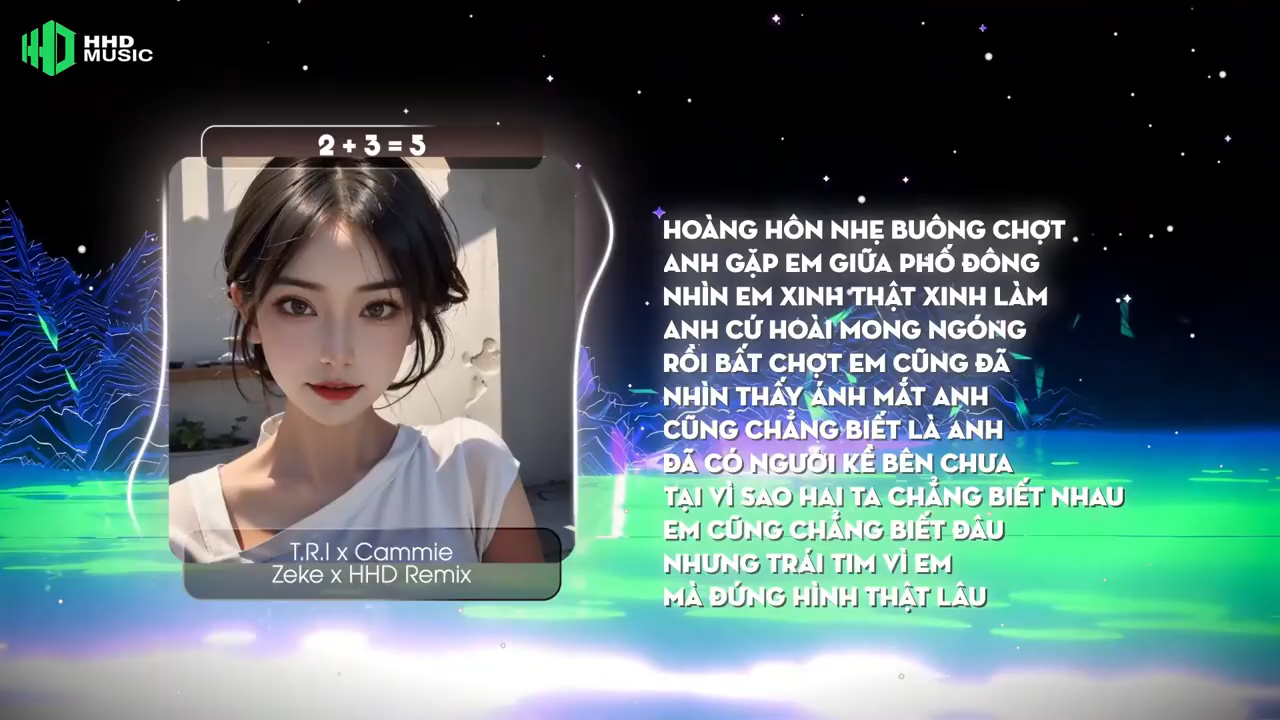 HHD
MUSIC
2 + 3 = 5
HOÀNG HÔN NHẸ BUÔNG CHỢT
ANH GẶP EM GIỮA PHỐ ĐÔNG
NHÌN EM XINH THẬT XINH LÀM
ANH CỨ HOÀI MONG NGÓNG
RỒI BẤT CHỢT EM CŨNG ĐÃ
NHÌN THẤY ÁNH MẮT ANH
CŨNG CHẲNG BIẾT LÀ ANH
ĐÃ CÓ NGƯỜI KỀ BÊN CHƯA
TẠI VÌ SAO HAI TA CHẲNG BIẾT NHAU
EM CŨNG CHẲNG BIẾT ĐÂU
NHƯNG TRÁI TIM VÌ EM
MÀ ĐỨNG HÌNH THẬT LÂU
T.R.I x Cammie
Zeke x HHD Remix